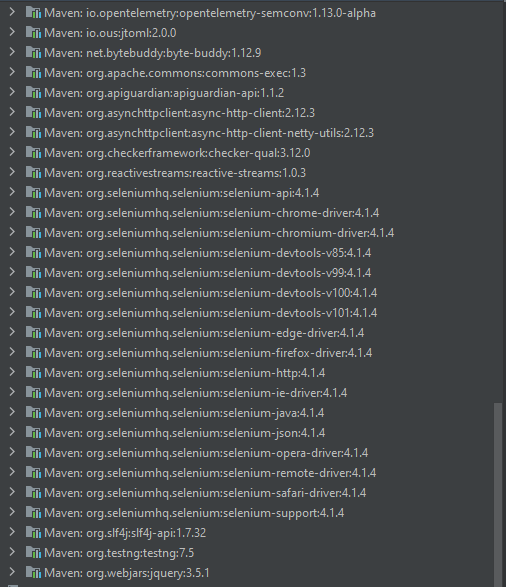 Maven: io.opentelemetry:opentelemetry-semconv:1.13.0-alpha
Maven: io.ous:jtoml:2.0.0
Maven: net.bytebuddy:byte-buddy:1.12.9
Maven: org.apache.commons:commons-exec:1.3
Maven: org.apiguardian:apiguardian-api:1.1.2
Maven: org.asynchttpclient:async-http-client:2.12.3
Maven: org.asynchttpclient:async-http-client-netty-utils:2.12.3
Maven: org.checkerframework:checker-qual:3.12.0
Maven: org.reactivestreams:reactive-streams:1.0.3
Maven: org.seleniumhq.selenium:selenium-api:4.1.4
Maven: org.seleniumhq.selenium:selenium-chrome-driver:4.1.4
Maven: org.seleniumhq.selenium:selenium-chromium-driver:4.1.4
Maven: org.seleniumhq.selenium:selenium-devtools-v85:4.1.4
Maven: org.seleniumhq.selenium:selenium-devtools-v99:4.1.4
Maven: org.seleniumhq.selenium:selenium-devtools-v100:4.1.4
Maven: org.seleniumhq.selenium:selenium-devtools-v101:4.1.4
Maven: org.seleniumhq.selenium:selenium-edge-driver:4.1.4
Maven: org.seleniumhq.selenium:selenium-firefox-driver:4.1.4
Maven: org.seleniumhq.selenium:selenium-http:4.1.4
Maven: org.seleniumhq.selenium:selenium-ie-driver:4.1.4
Maven: org.seleniumhq.selenium:selenium-java:4.1.4
Maven: org.seleniumhq.selenium:selenium-json:4.1.4
Maven: org.seleniumhq.selenium:selenium-opera-driver:4.1.4
Maven: org.seleniumhq.selenium:selenium-remote-driver:4.1.4
Maven: org.seleniumhq.selenium:selenium-safari-driver:4.1.4
Maven: org.seleniumhq.selenium:selenium-support:4.1.4
Maven: org.slf4j:slf4j-api:1.7.32
Maven: org.testng:testng:7.5
Maven: org.webjars:jquery:3.5.1